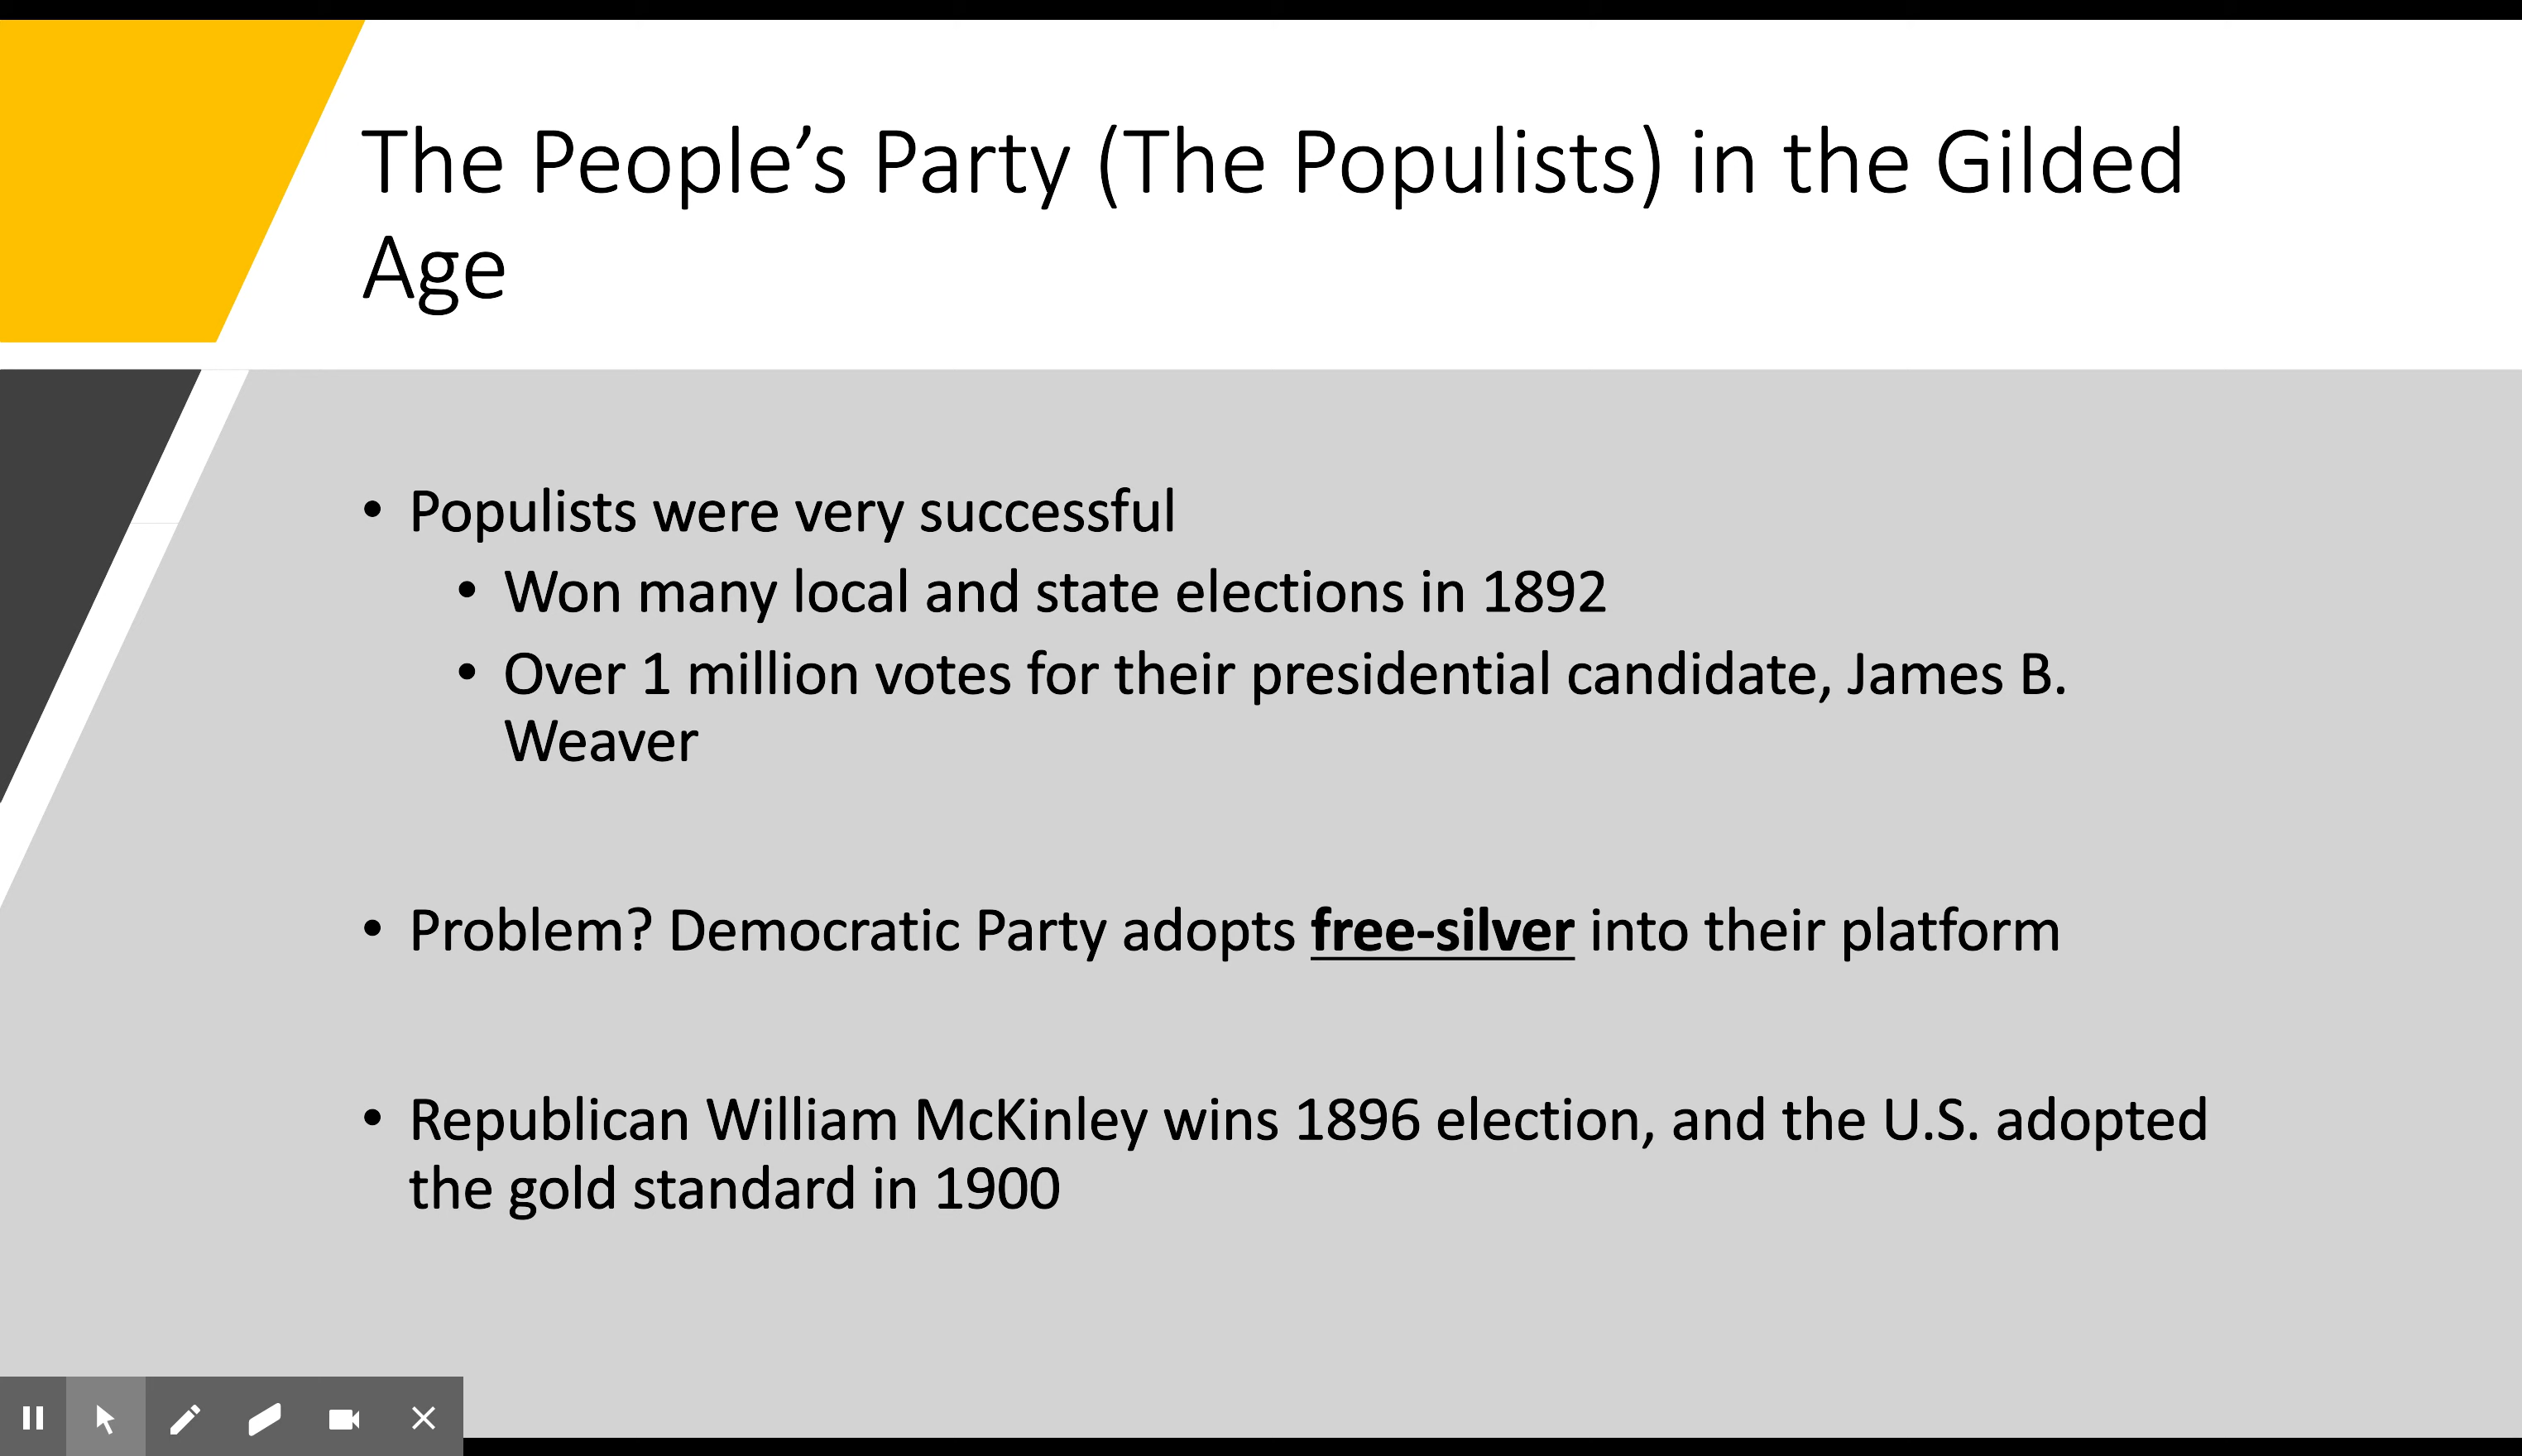 The People’s Party (The Populists) in the Gilded
Age
• Populists were very successful
• Won many local and state elections in 1892
• Over 1 million votes for their presidential candidate, James B.
Weaver
• Problem? Democratic Party adopts free-silver into their platform
• Republican William McKinley wins 1896 election, and the U.S. adopted
the gold standard in 1900